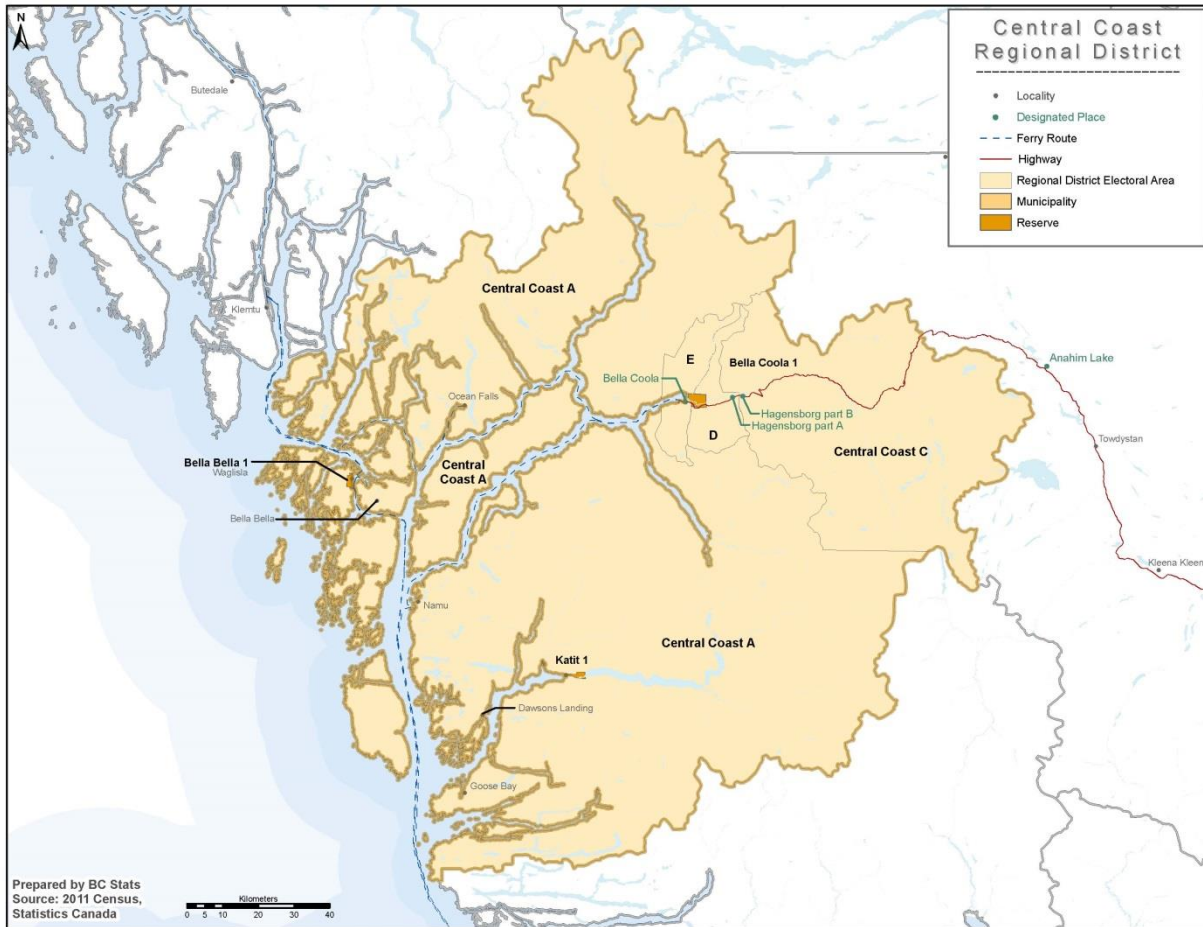 N
Central Coast
Regional District
Locality
Designated Place
Ferry Route
Highway
Regional District Electoral Area
Municipality
Reserve
Butedale
Klemtu
Central Coast A
E
Bella Coola 1
Anahim Lake
Bella Coola
Ocean Falls
Hagensborg part B
Hagensborg part A
D
Towdystan
Central Coast C
Bella Bella 1
Waglisla
Central
Coast A
Bella Bella
Kleena Kleen
Namu
Central Coast A
Katit 1
Dawsons Landing
Goose Bay
Prepared by BC Stats
Source: 2011 Census,
Statistics Canada
Kilometers
0 5 10 20 30 40